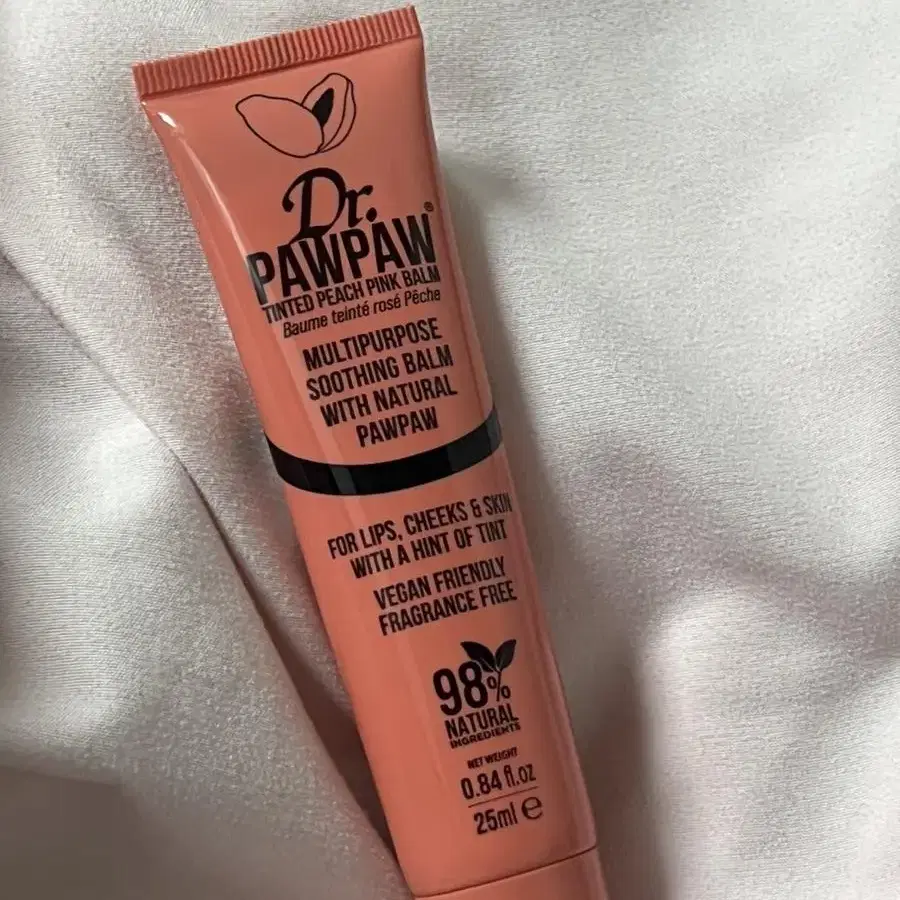 Dr.
PAWPAW®
TINTED PEACH PINK BALM
Baume teinté rosé Pêche
MULTIPURPOSE
SOOTHING BALM
WITH NATURAL
PAWPAW
FOR LIPS, CHEEKS & SKIN
WITH A HINT OF TINT
VEGAN FRIENDLY
FRAGRANCE FREE
98%
NATURAL
INGREDIENTS
NET WEIGHT
0.84 fl.oz
25ml ℮